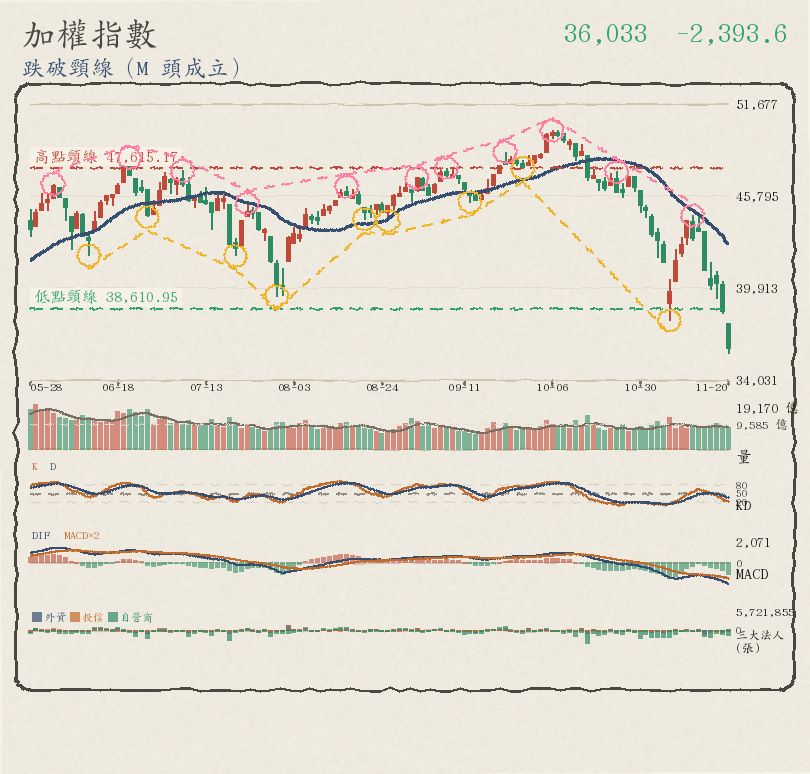 加權指數
36,033 -2,393.6
跌破頸線 (M 頭成立)
51,677
高點頸線 47,615.17
45,795
39,913
低點頸線 38,610.95
34,031
05-28 06-18 07-13 08-03 08-24 09-11 10-06 10-30 11-20
19,170 億
9,585 億
量
K D
80
50
KD
DIF MACD×2
2,071
0
MACD
外資 投信 自營商
5,721,855
0
三大法人
(張)